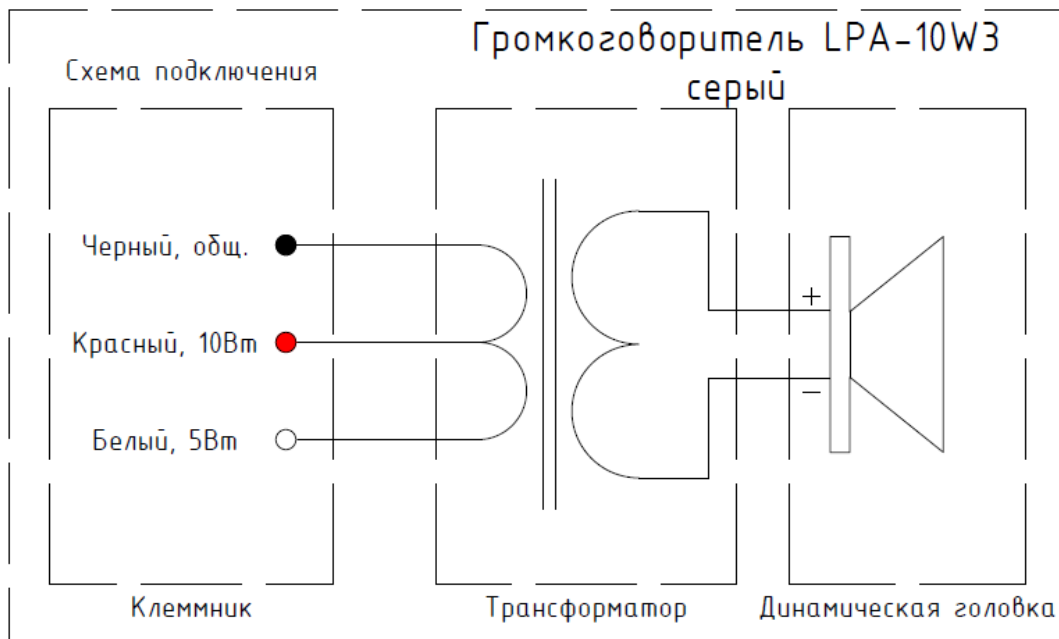 Громкоговоритель LPA-10W3
серый
Схема подключения
Черный, общ.
Красный, 10Вт
Белый, 5Вт
+
−
Клеммник
Трансформатор
Динамическая головка